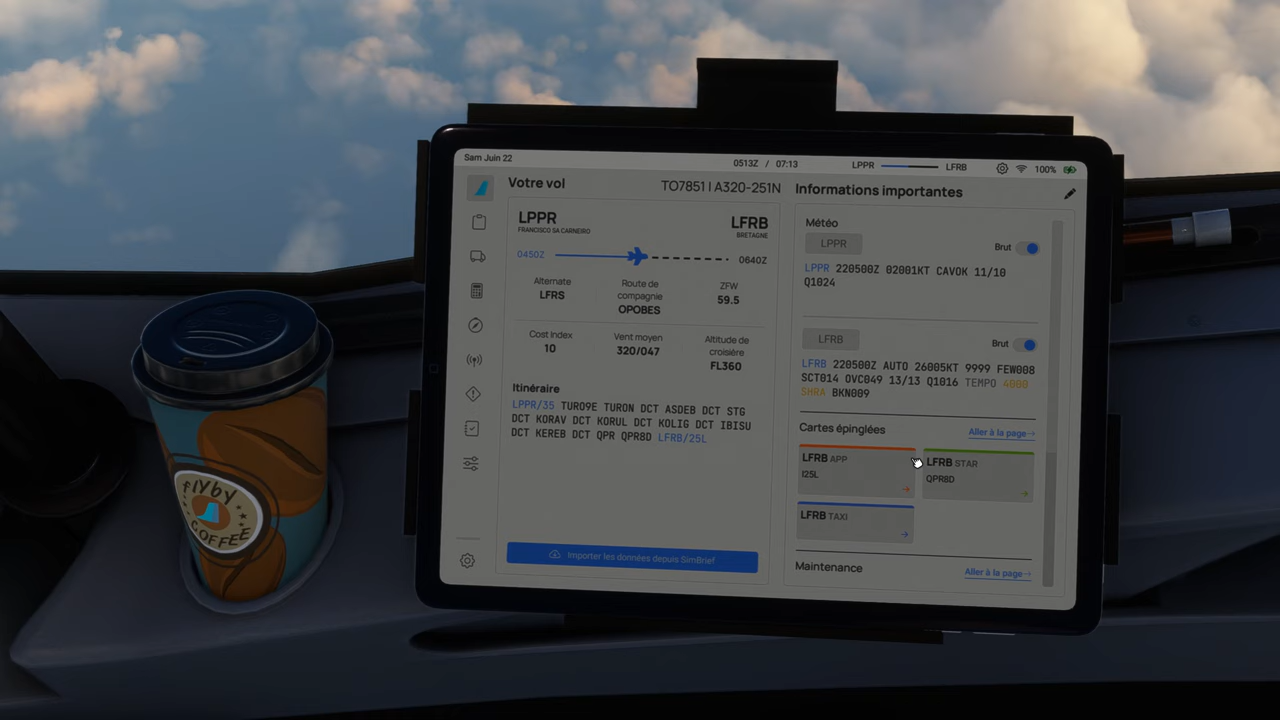 Sam Juin 22
0513Z / 07:13
LPPR LFRB
100%
Votre vol
TO7851 | A320-251N
LPPR LFRB
FRANCISCO SA CARNEIRO BRETAGNE
0450Z 0640Z
Alternate
LFRS
Route de
compagnie
OPOBES
ZFW
59.5
Cost Index
10
Vent moyen
320/047
Altitude de
croisière
FL360
Itinéraire
LPPR/35 TURO9E TURON DCT ASDEB DCT STG
DCT KORAV DCT KORUL DCT KOLIG DCT IBISU
DCT KEREB DCT QPR QPR8D LFRB/25L
Importer les données depuis SimBrief
Informations importantes
Météo
LPPR
Brut
LPPR 220500Z 02001KT CAVOK 11/10
Q1024
LFRB
Brut
LFRB 220500Z AUTO 26005KT 9999 FEW008
SCT014 OVC049 13/13 Q1016 TEMPO 4000
SHRA BKN009
Cartes épinglées
Aller à la page
LFRB APP
I25L
LFRB STAR
QPR8D
LFRB TAXI
Maintenance
Aller à la page
flyby
COFFEE